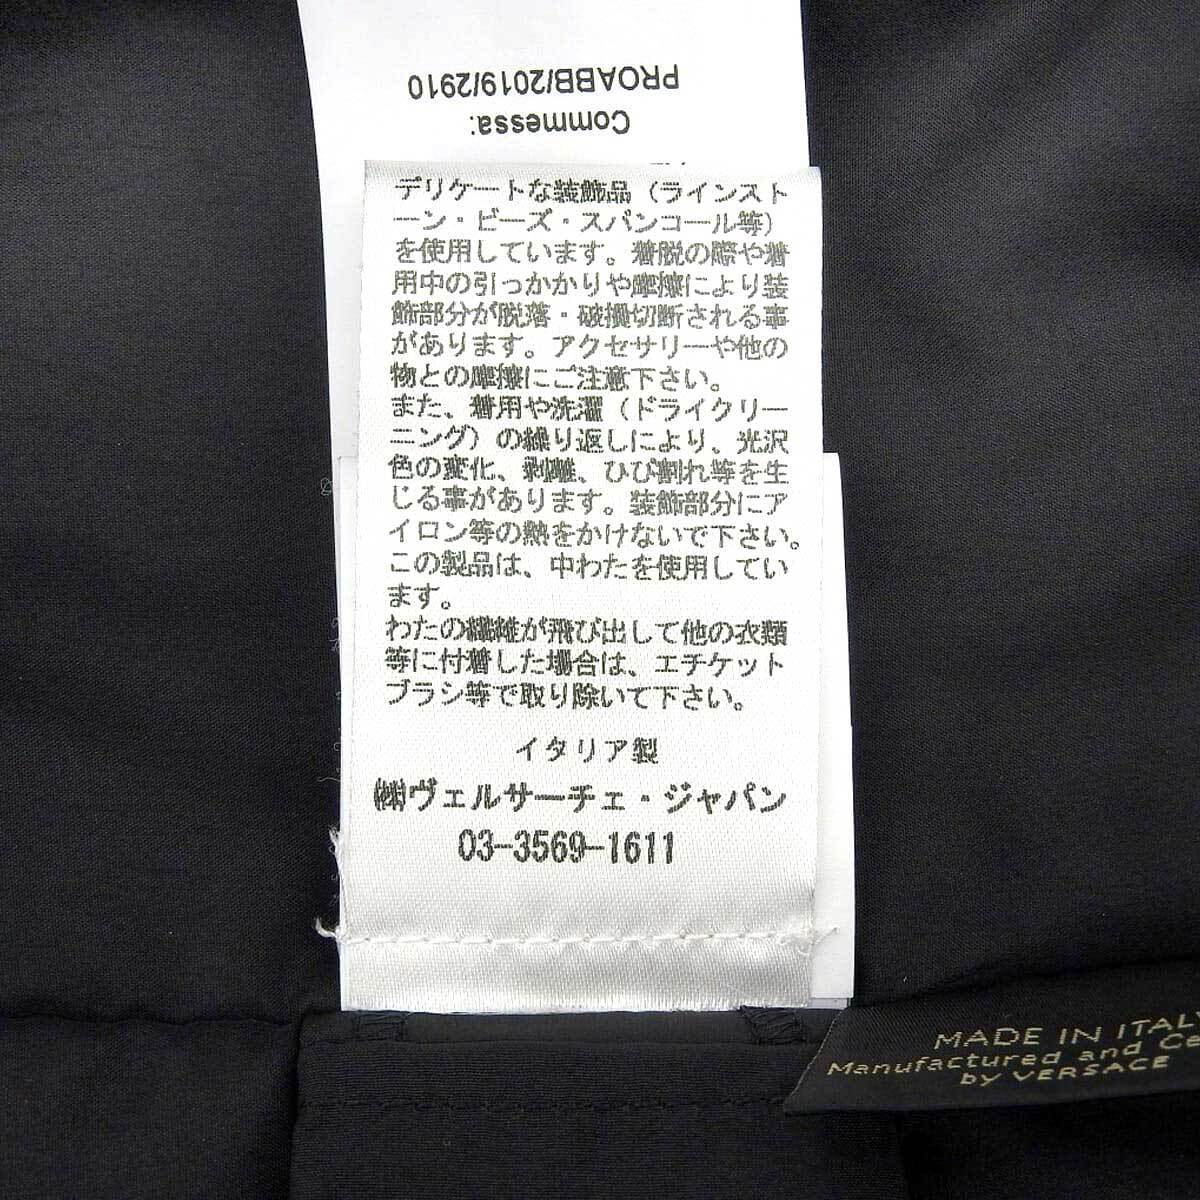 PROABB/2019/2910
Commessa:
デリケートな装飾品（ラインスト
ーン・ビーズ・スパンコール等）
を使用しています。着脱の際や着
用中の引っかかりや摩擦により装
飾部分が脱落・破損切断される事
があります。アクセサリーや他の
物との摩擦にご注意下さい。
また、着用や洗濯（ドライクリー
ニング）の繰り返しにより、光沢
色の変化、剥離、ひび割れ等を生
じる事があります。装飾部分にア
イロン等の熱をかけないで下さい。
この製品は、中わたを使用してい
ます。
わたの繊維が飛び出して他の衣類
等に付着した場合は、エチケット
ブラシ等で取り除いて下さい。
イタリア製
㈱ヴェルサーチェ・ジャパン
03-3569-1611
MADE IN ITALY
Manufactured and Ce
by VERSACE